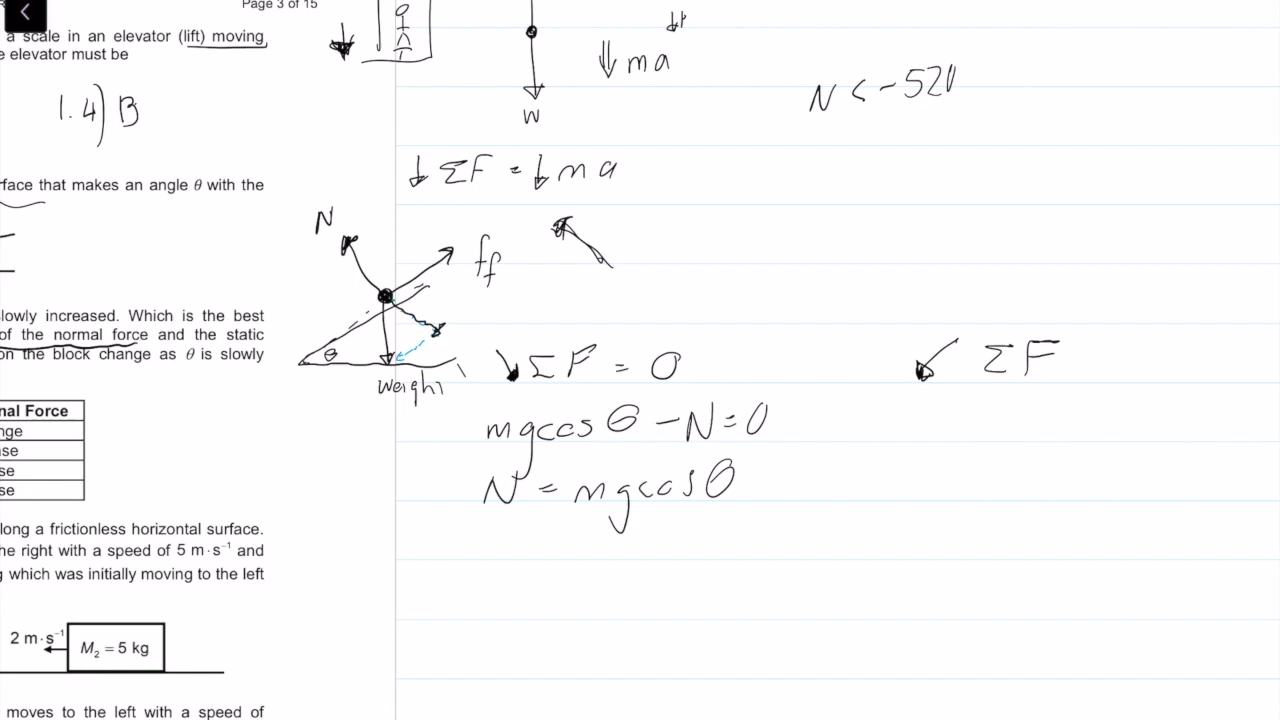 Page 3 of 15
a scale in an elevator (lift) moving
e elevator must be
1.4) B
W
ma
N < -520
↓ ΣF = ↓ ma
rface that makes an angle θ with the
N
ff
θ
weight
lowly increased. Which is the best
of the normal force and the static
on the block change as θ is slowly
nal Force
nge
ase
se
se
ΣF = 0
mgcosθ - N = 0
N = mgcosθ
ΣF
long a frictionless horizontal surface.
he right with a speed of 5 m·s⁻¹ and
g which was initially moving to the left
2 m·s⁻¹
M₂ = 5 kg
moves to the left with a speed of